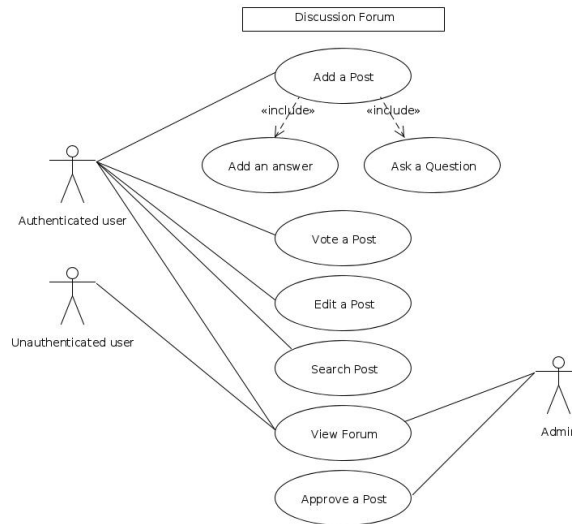 Discussion Forum
Add a Post
«include»
«include»
Add an answer
Ask a Question
Authenticated user
Vote a Post
Edit a Post
Unauthenticated user
Search Post
View Forum
Admin
Approve a Post